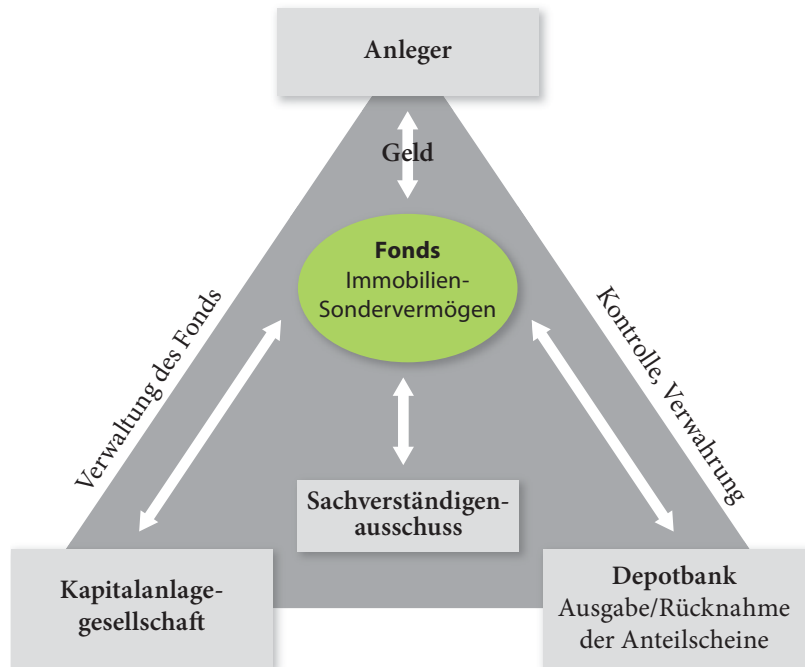 Anleger
Geld
Fonds
Immobilien-
Sondervermögen
Verwaltung des Fonds
Kontrolle, Verwahrung
Sachverständigen-
ausschuss
Kapitalanlage-
gesellschaft
Depotbank
Ausgabe/Rücknahme
der Anteilscheine